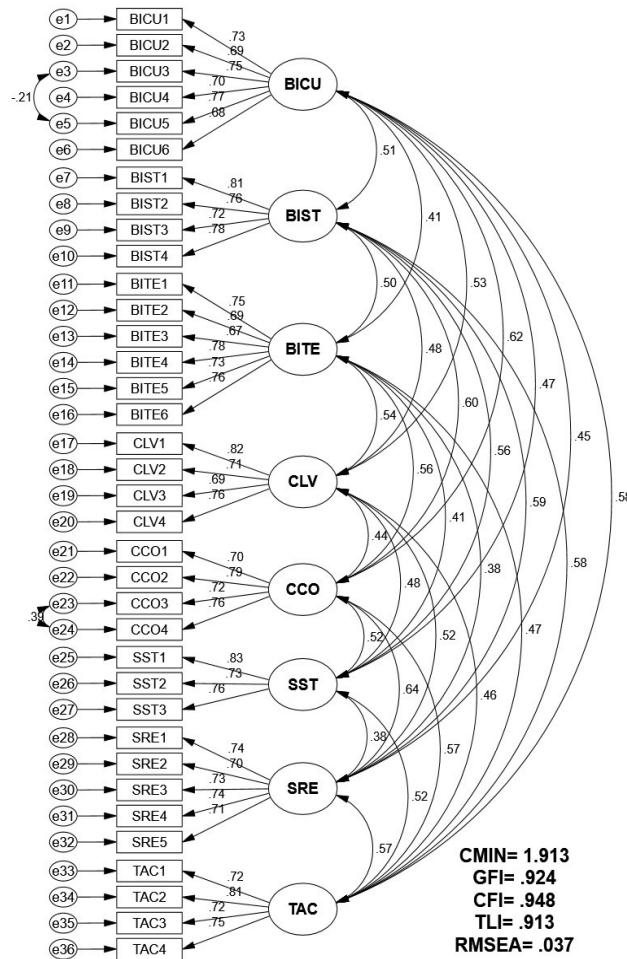 e1 BICU1 .73
e2 BICU2 .69
e3 BICU3 .75
e4 BICU4 .70 BICU
-.21
e5 BICU5 .77
e6 BICU6 .68
.51
e7 BIST1 .81 .41
e8 BIST2 .76
e9 BIST3 .72 BIST
e10 BIST4 .78
e11 BITE1 .75 .50 .53
e12 BITE2 .69
e13 BITE3 .67 .48 .62
e14 BITE4 .78 BITE
e15 BITE5 .73 .60 .47
e16 BITE6 .76
.54 .56 .45
e17 CLV1 .82
e18 CLV2 .71 .56
e19 CLV3 .69 CLV .59
e20 CLV4 .76 .41 .58
e21 CCO1 .70 .44 .38 .58
e22 CCO2 .79 .48
e23 CCO3 .72 CCO
.39
e24 CCO4 .76 .52 .52 .47
e25 SST1 .83
e26 SST2 .73 SST .64 .46
e27 SST3 .76
e28 SRE1 .74 .38 .57
e29 SRE2 .70
e30 SRE3 .73 SRE
e31 SRE4 .74 .52
e32 SRE5 .71
.57
e33 TAC1 .72
e34 TAC2 .81
e35 TAC3 .72 TAC
e36 TAC4 .75
CMIN= 1.913
GFI= .924
CFI= .948
TLI= .913
RMSEA= .037